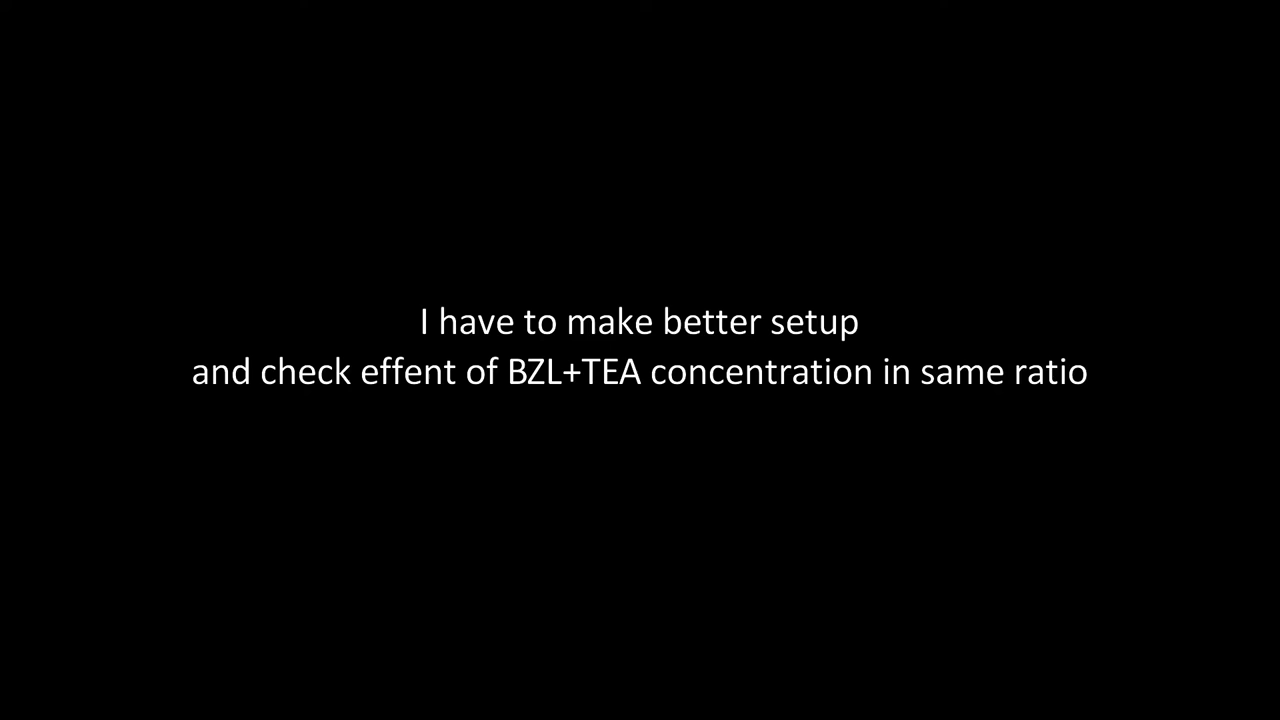 I have to make better setup
and check effent of BZL+TEA concentration in same ratio